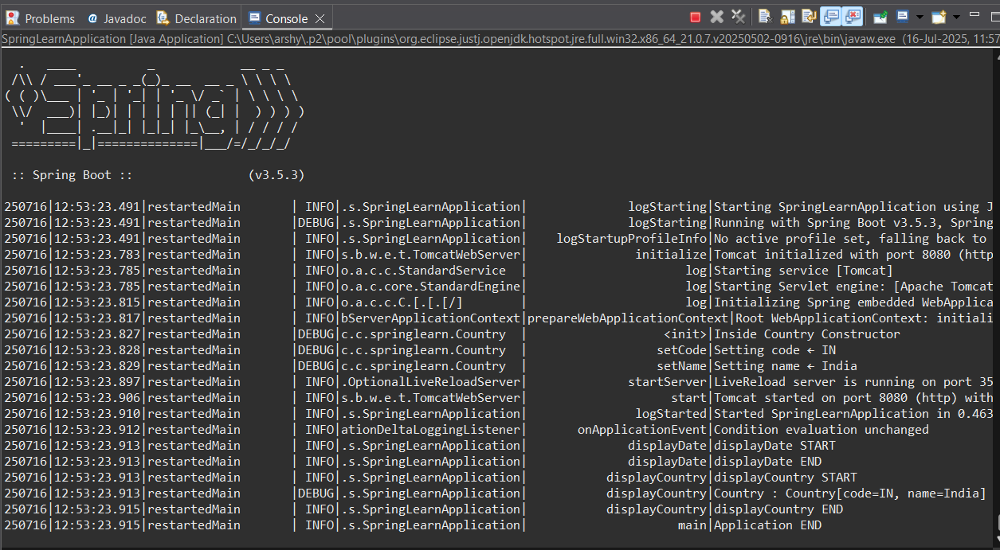 Problems @ Javadoc Declaration Console
SpringLearnApplication [Java Application] C:\Users\arshy\.p2\pool\plugins\org.eclipse.justj.openjdk.hotspot.jre.full.win32.x86_64_21.0.7.v20250502-0916\jre\bin\javaw.exe (16-Jul-2025, 11:57
  .   ____          _            __ _ _
 /\\ / ___'_ __ _ _(_)_ __  __ _ \ \ \ \
( ( )\___ | '_ | '_| | '_ \/ _` | \ \ \ \
 \\/  ___)| |_)| | | | | || (_| |  ) ) ) )
  '  |____| .__|_| |_|_| |_\__, | / / / /
 =========|_|==============|___/=/_/_/_/
 :: Spring Boot ::                (v3.5.3)
250716|12:53:23.491|restartedMain       | INFO|.s.SpringLearnApplication|              logStarting|Starting SpringLearnApplication using J
250716|12:53:23.491|restartedMain       |DEBUG|.s.SpringLearnApplication|              logStarting|Running with Spring Boot v3.5.3, Spring
250716|12:53:23.491|restartedMain       | INFO|.s.SpringLearnApplication|    logStartupProfileInfo|No active profile set, falling back to
250716|12:53:23.783|restartedMain       | INFO|s.b.w.e.t.TomcatWebServer|               initialize|Tomcat initialized with port 8080 (http
250716|12:53:23.785|restartedMain       | INFO|o.a.c.c.StandardService  |                      log|Starting service [Tomcat]
250716|12:53:23.785|restartedMain       | INFO|o.a.c.core.StandardEngine|                      log|Starting Servlet engine: [Apache Tomcat
250716|12:53:23.815|restartedMain       | INFO|o.a.c.c.C.[.[.[/]        |                      log|Initializing Spring embedded WebApplica
250716|12:53:23.817|restartedMain       | INFO|bServerApplicationContext|prepareWebApplicationContext|Root WebApplicationContext: initiali
250716|12:53:23.827|restartedMain       |DEBUG|c.c.springlearn.Country  |                   <init>|Inside Country Constructor
250716|12:53:23.828|restartedMain       |DEBUG|c.c.springlearn.Country  |                  setCode|Setting code ← IN
250716|12:53:23.829|restartedMain       |DEBUG|c.c.springlearn.Country  |                  setName|Setting name ← India
250716|12:53:23.897|restartedMain       | INFO|.OptionalLiveReloadServer|              startServer|LiveReload server is running on port 35
250716|12:53:23.906|restartedMain       | INFO|s.b.w.e.t.TomcatWebServer|                    start|Tomcat started on port 8080 (http) with
250716|12:53:23.910|restartedMain       | INFO|.s.SpringLearnApplication|               logStarted|Started SpringLearnApplication in 0.463
250716|12:53:23.912|restartedMain       | INFO|ationDeltaLoggingListener|       onApplicationEvent|Condition evaluation unchanged
250716|12:53:23.913|restartedMain       | INFO|.s.SpringLearnApplication|              displayDate|displayDate START
250716|12:53:23.913|restartedMain       | INFO|.s.SpringLearnApplication|              displayDate|displayDate END
250716|12:53:23.913|restartedMain       | INFO|.s.SpringLearnApplication|           displayCountry|displayCountry START
250716|12:53:23.913|restartedMain       |DEBUG|.s.SpringLearnApplication|           displayCountry|Country : Country[code=IN, name=India]
250716|12:53:23.915|restartedMain       | INFO|.s.SpringLearnApplication|           displayCountry|displayCountry END
250716|12:53:23.915|restartedMain       | INFO|.s.SpringLearnApplication|                     main|Application END